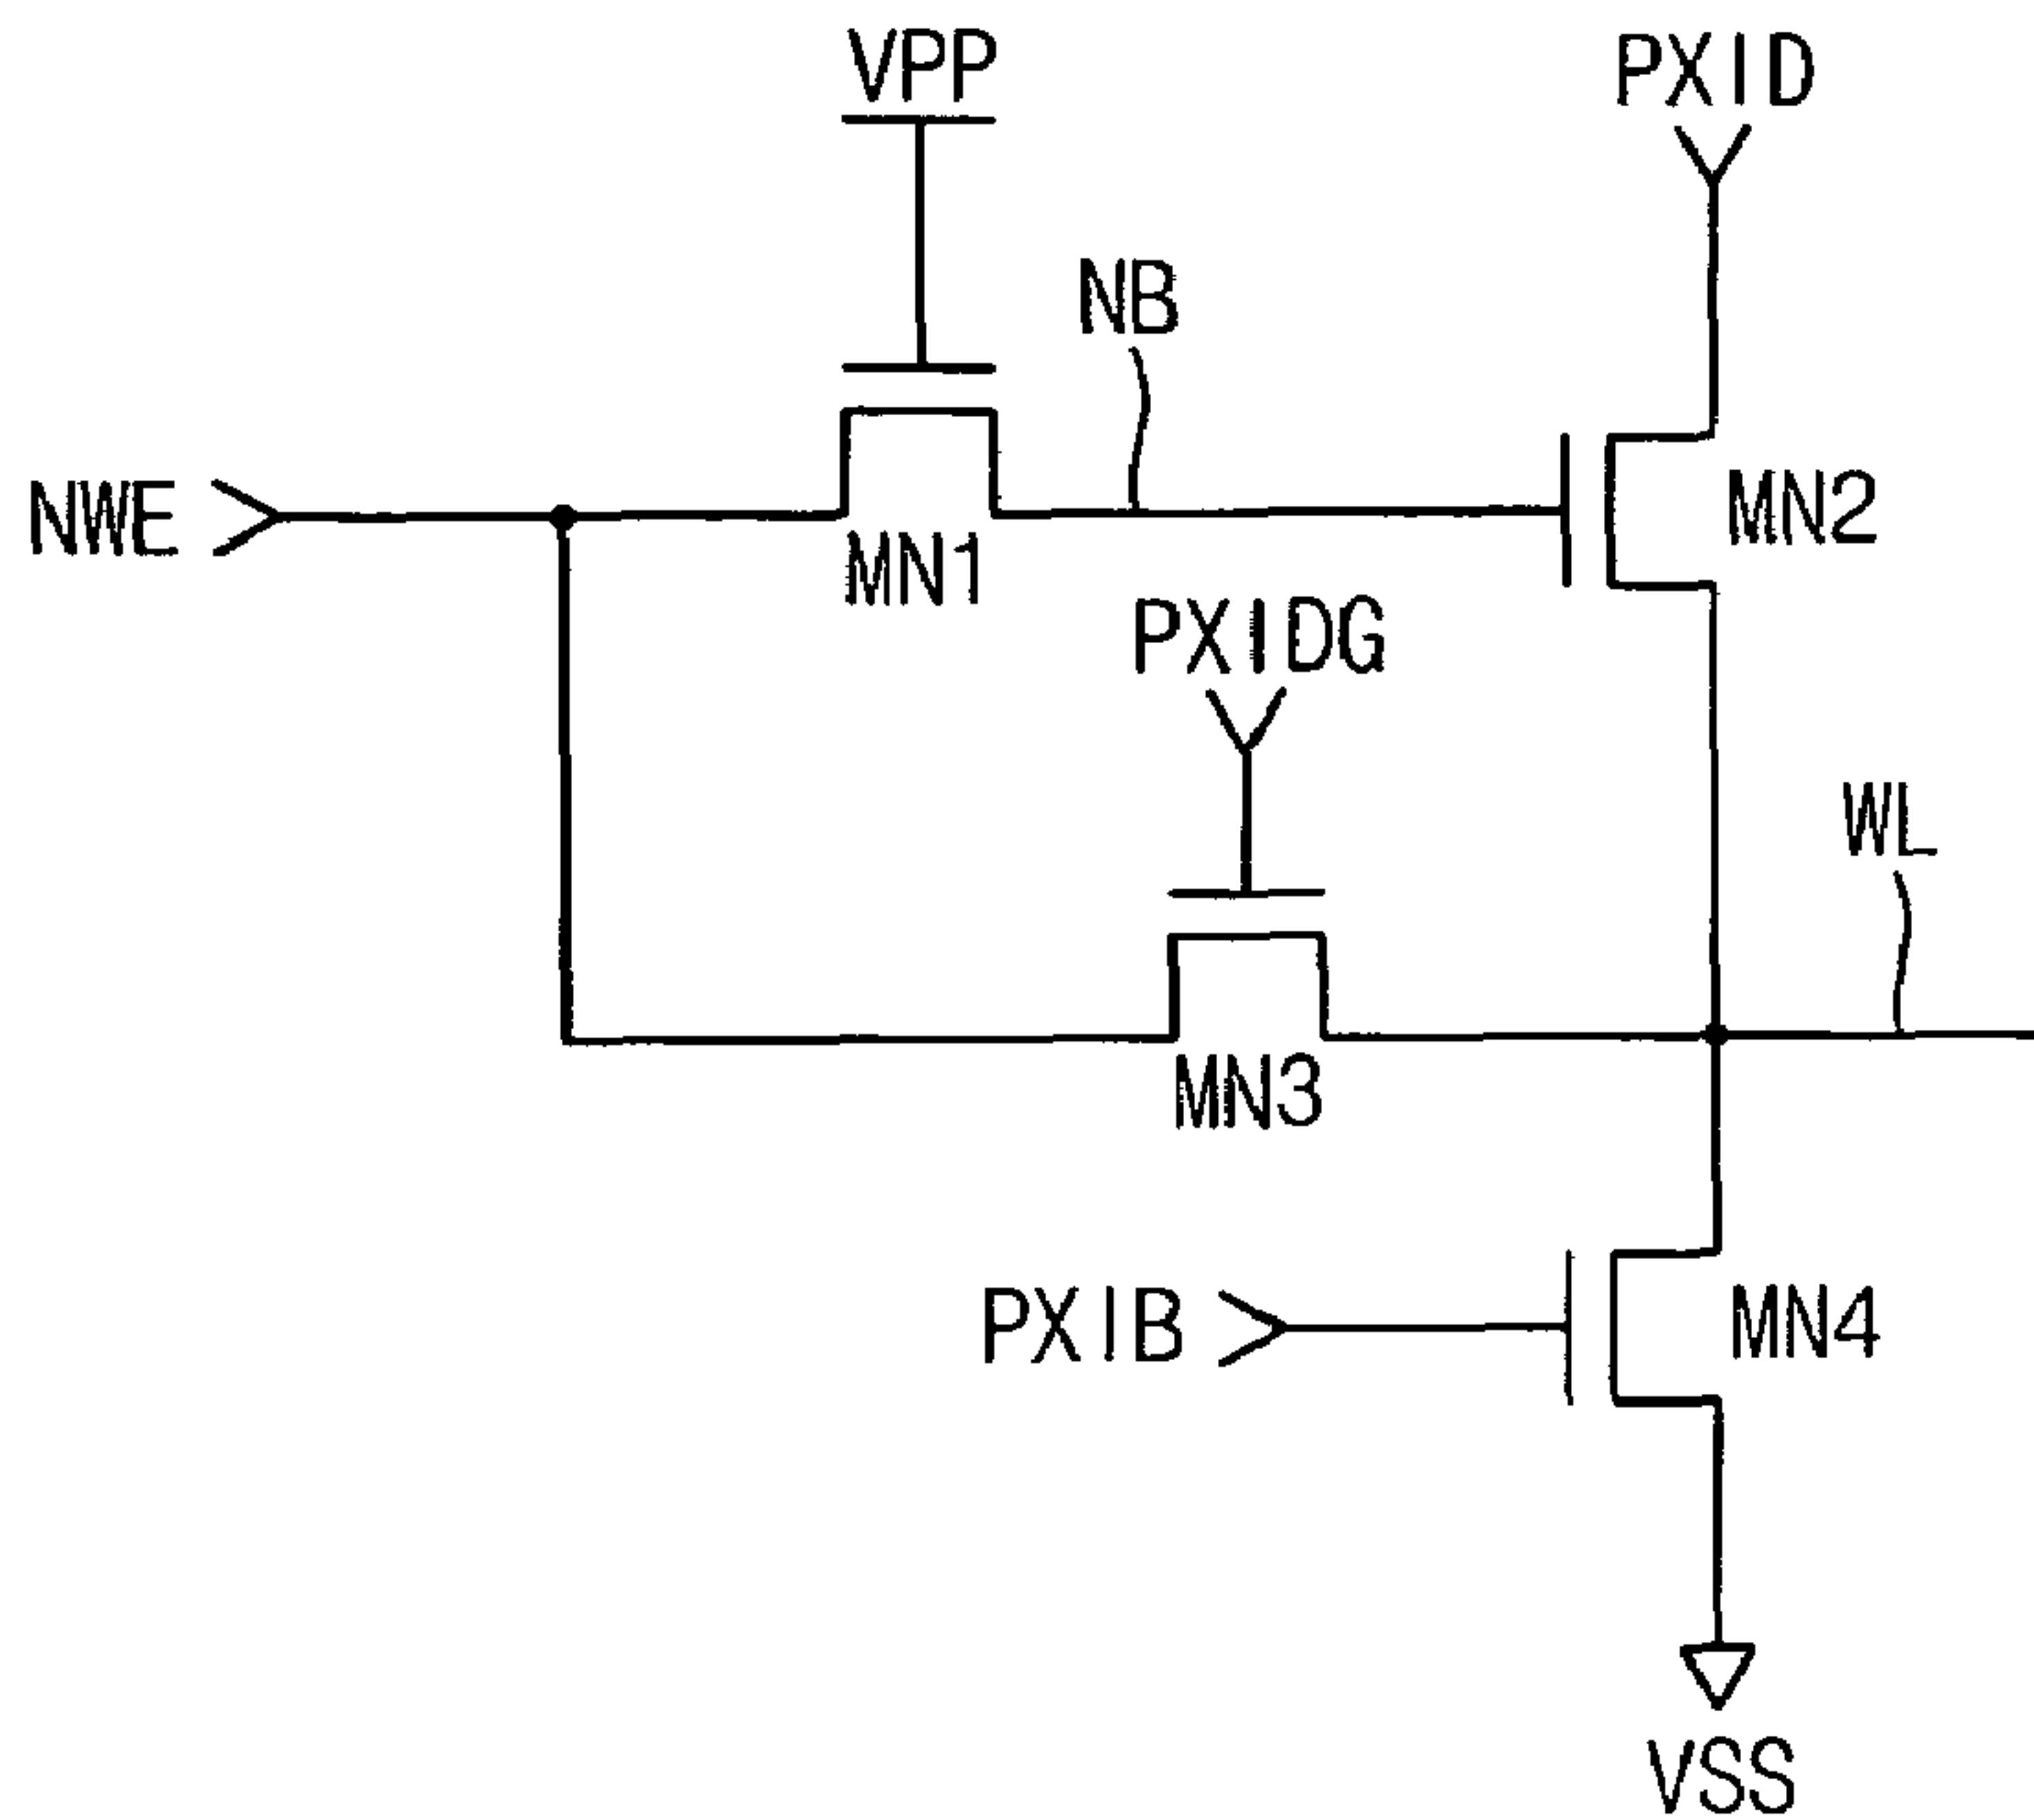 VPP
PXID
NB
NWE
MN2
MN1
PXIDG
WL
MN3
PXIB
MN4
VSS